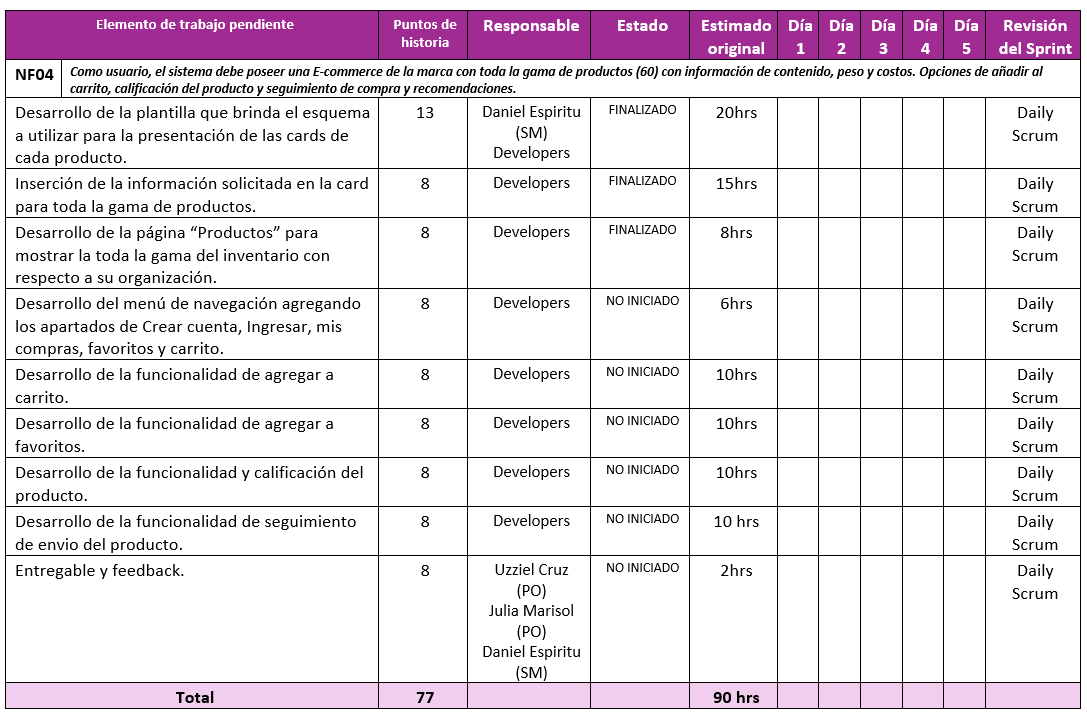 Elemento de trabajo pendiente
Puntos de
historia
Responsable
Estado
Estimado
original
Día
1
Día
2
Día
3
Día
4
Día
5
Revisión
del Sprint
NF04
Como usuario, el sistema debe poseer una E-commerce de la marca con toda la gama de productos (60) con información de contenido, peso y costos. Opciones de añadir al
carrito, calificación del producto y seguimiento de compra y recomendaciones.
Desarrollo de la plantilla que brinda el esquema
a utilizar para la presentación de las cards de
cada producto.
13
Daniel Espiritu
(SM)
Developers
FINALIZADO
20hrs
Daily
Scrum
Inserción de la información solicitada en la card
para toda la gama de productos.
8
Developers
FINALIZADO
15hrs
Daily
Scrum
Desarrollo de la página “Productos” para
mostrar la toda la gama del inventario con
respecto a su organización.
8
Developers
FINALIZADO
8hrs
Daily
Scrum
Desarrollo del menú de navegación agregando
los apartados de Crear cuenta, Ingresar, mis
compras, favoritos y carrito.
8
Developers
NO INICIADO
6hrs
Daily
Scrum
Desarrollo de la funcionalidad de agregar a
carrito.
8
Developers
NO INICIADO
10hrs
Daily
Scrum
Desarrollo de la funcionalidad de agregar a
favoritos.
8
Developers
NO INICIADO
10hrs
Daily
Scrum
Desarrollo de la funcionalidad y calificación del
producto.
8
Developers
NO INICIADO
10hrs
Daily
Scrum
Desarrollo de la funcionalidad de seguimiento
de envio del producto.
8
Developers
NO INICIADO
10 hrs
Daily
Scrum
Entregable y feedback.
8
Uzziel Cruz
(PO)
Julia Marisol
(PO)
Daniel Espiritu
(SM)
NO INICIADO
2hrs
Daily
Scrum
Total
77
90 hrs